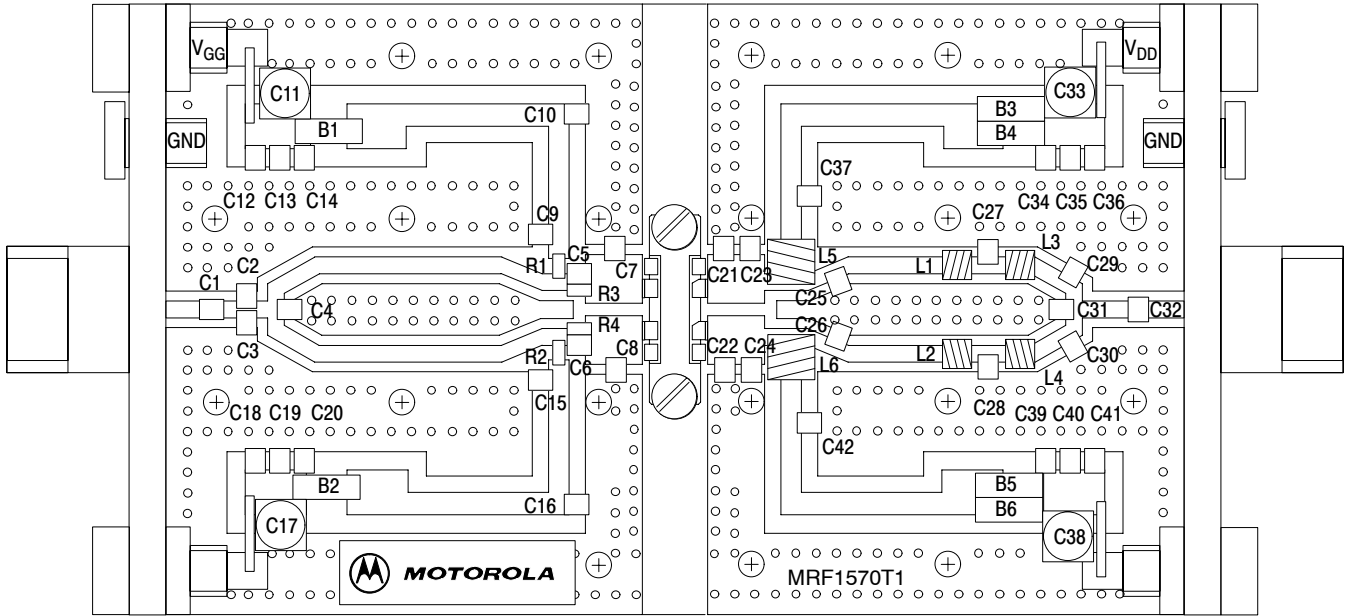 VGG
C11
C10
B1
GND
C12 C13 C14
C9
C2
C1
R1
C5
C7
R3
C4
R4
C3
R2
C6
C8
C15
C18 C19 C20
B2
C16
C17
MOTOROLA
VDD
C33
B3
B4
GND
C37
C34 C35 C36
C27
L3
L5
L1
C29
C21 C23
C25
C31 C32
C26
C22 C24
L2
C30
L6
L4
C28
C39 C40 C41
C42
B5
B6
C38
MRF1570T1